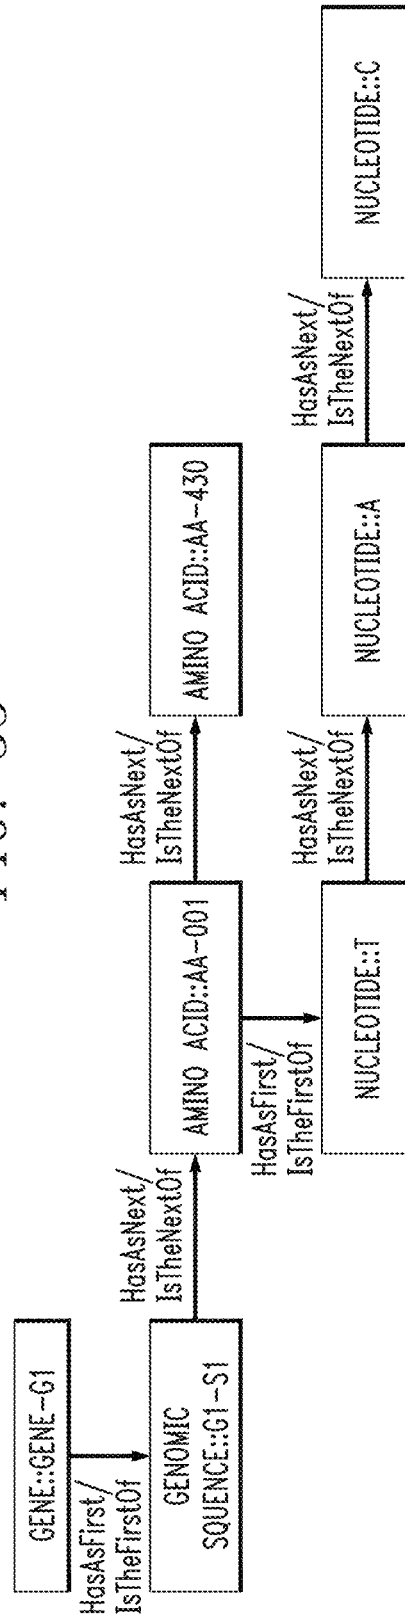 GENE::GENE-G1
HasAsFirst/
IsTheFirstOf
GENOMIC
SQUENCE::G1-S1
HasAsNext/
IsTheNextOf
AMINO ACID::AA-001
HasAsNext/
IsTheNextOf
AMINO ACID::AA-430
HasAsFirst/
IsTheFirstOf
NUCLEOTIDE::T
HasAsNext/
IsTheNextOf
NUCLEOTIDE::A
HasAsNext/
IsTheNextOf
NUCLEOTIDE::C